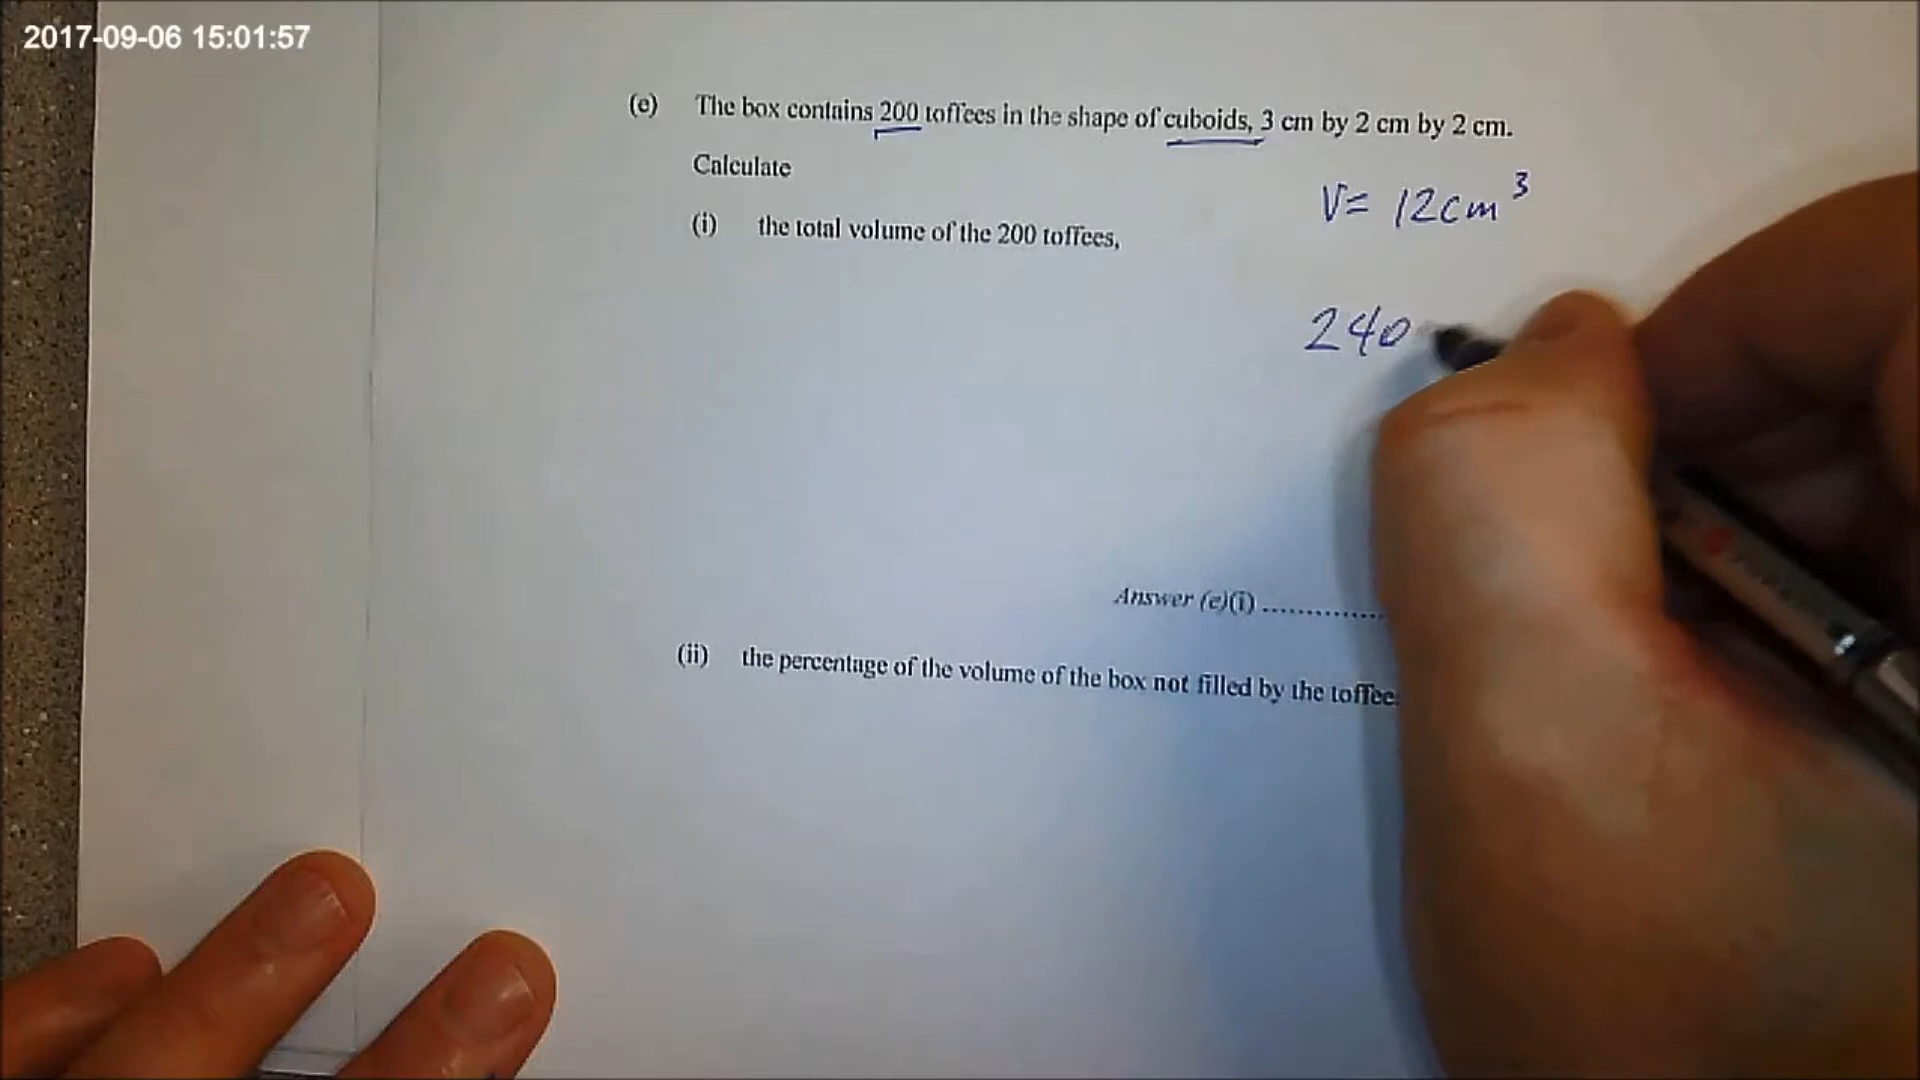 2017-09-06 15:01:57
(e) The box contains 200 toffees in the shape of cuboids, 3 cm by 2 cm by 2 cm.
Calculate
V= 12cm³
(i) the total volume of the 200 toffees,
240
Answer (e)(i) ..............
(ii) the percentage of the volume of the box not filled by the